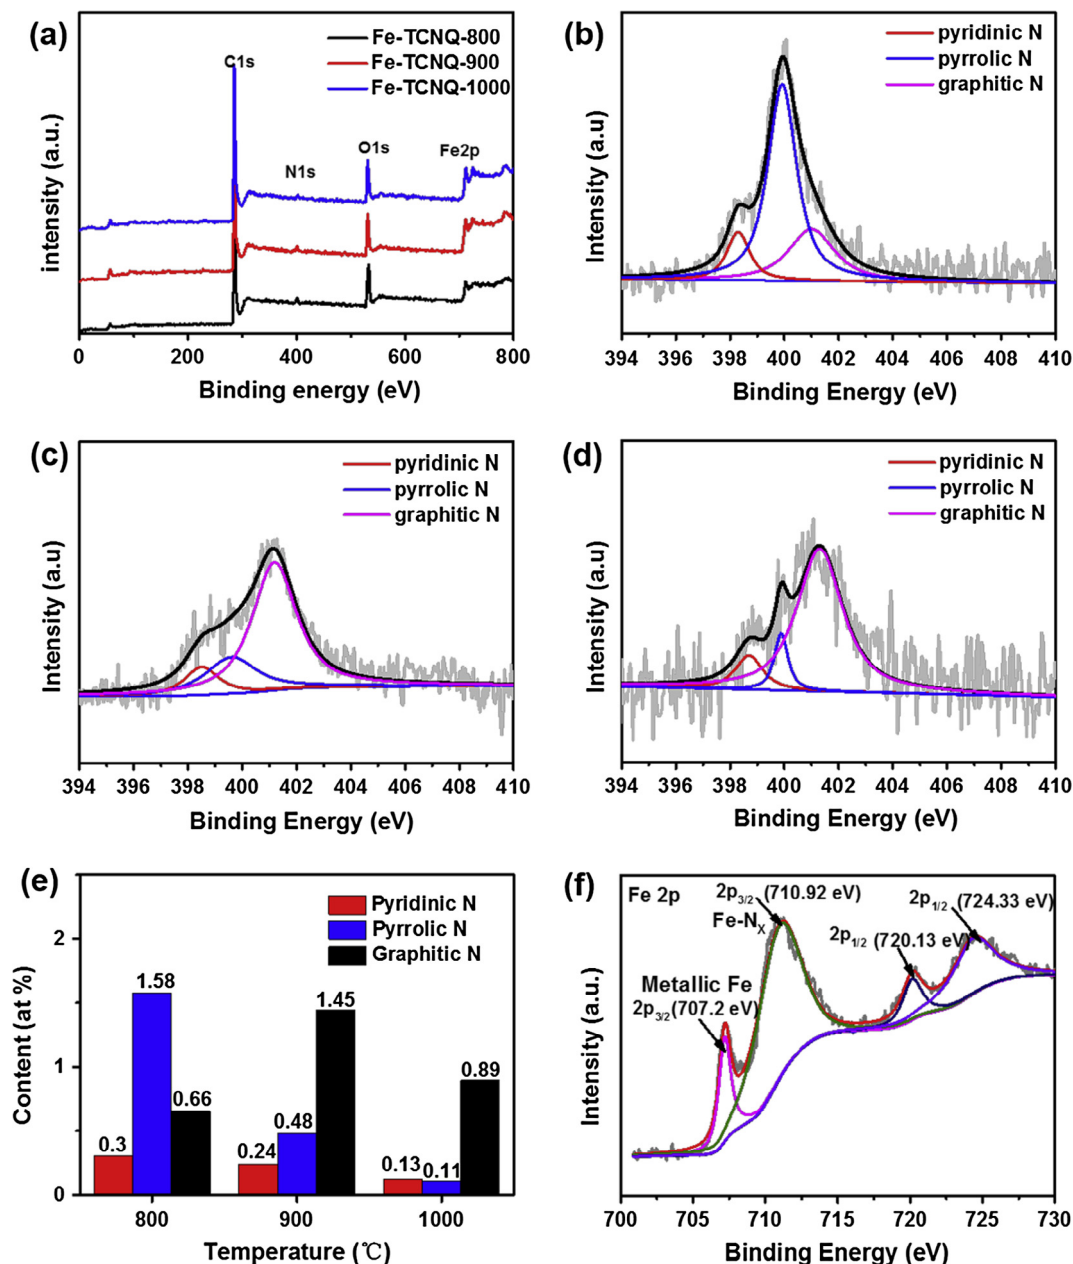 (a)
Fe-TCNQ-800
Fe-TCNQ-900
Fe-TCNQ-1000
C1s
N1s
O1s
Fe2p
intensity (a.u.)
0 200 400 600 800
Binding energy (eV)
(b)
pyridinic N
pyrrolic N
graphitic N
Intensity (a.u)
394 396 398 400 402 404 406 408 410
Binding Energy (eV)
(c)
pyridinic N
pyrrolic N
graphitic N
Intensity (a.u)
394 396 398 400 402 404 406 408 410
Binding Energy (eV)
(d)
pyridinic N
pyrrolic N
graphitic N
Intensity (a.u)
394 396 398 400 402 404 406 408 410
Binding Energy (eV)
(e)
Pyridinic N
Pyrrolic N
Graphitic N
Content (at %)
2
1
0
0.3
1.58
0.66
0.24
0.48
1.45
0.13
0.11
0.89
800 900 1000
Temperature (℃)
(f)
Fe 2p
2p3/2 (710.92 eV)
Fe-NX
2p1/2 (724.33 eV)
2p1/2 (720.13 eV)
Metallic Fe
2p3/2(707.2 eV)
Intensity (a.u.)
700 705 710 715 720 725 730
Binding Energy (eV)